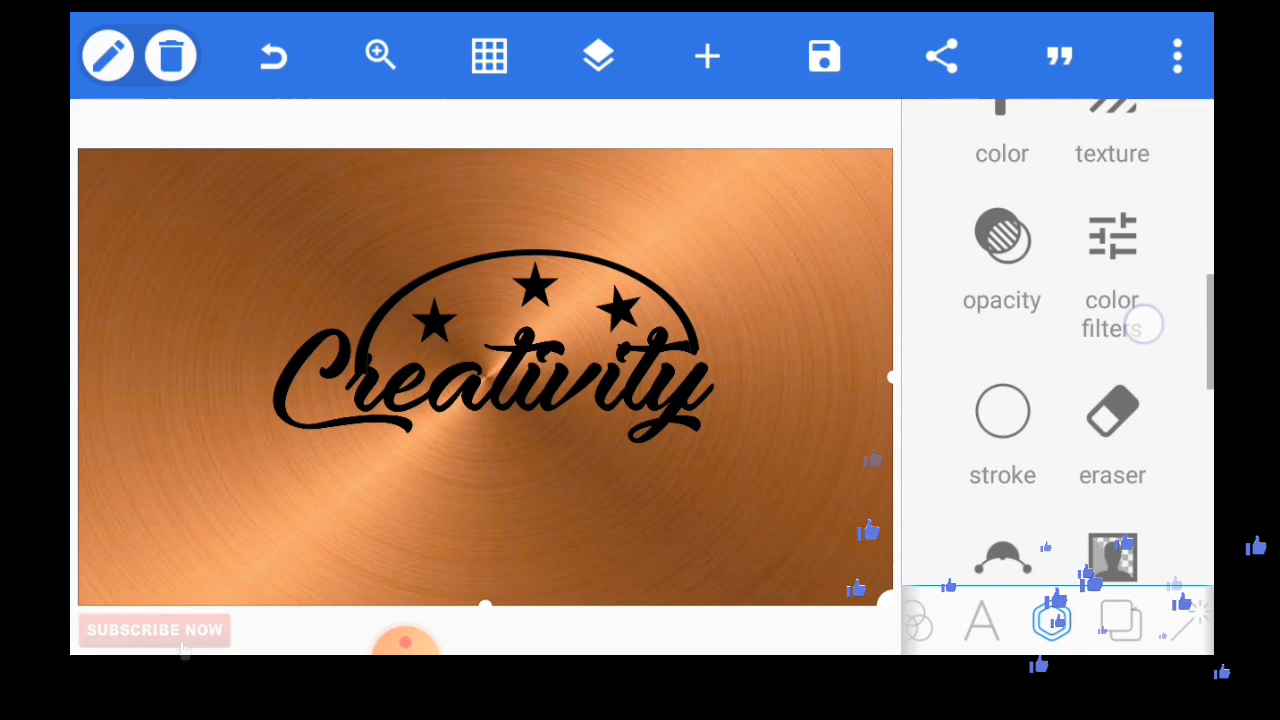 color
texture
Creativity
opacity
color
filters
stroke
eraser
SUBSCRIBE NOW